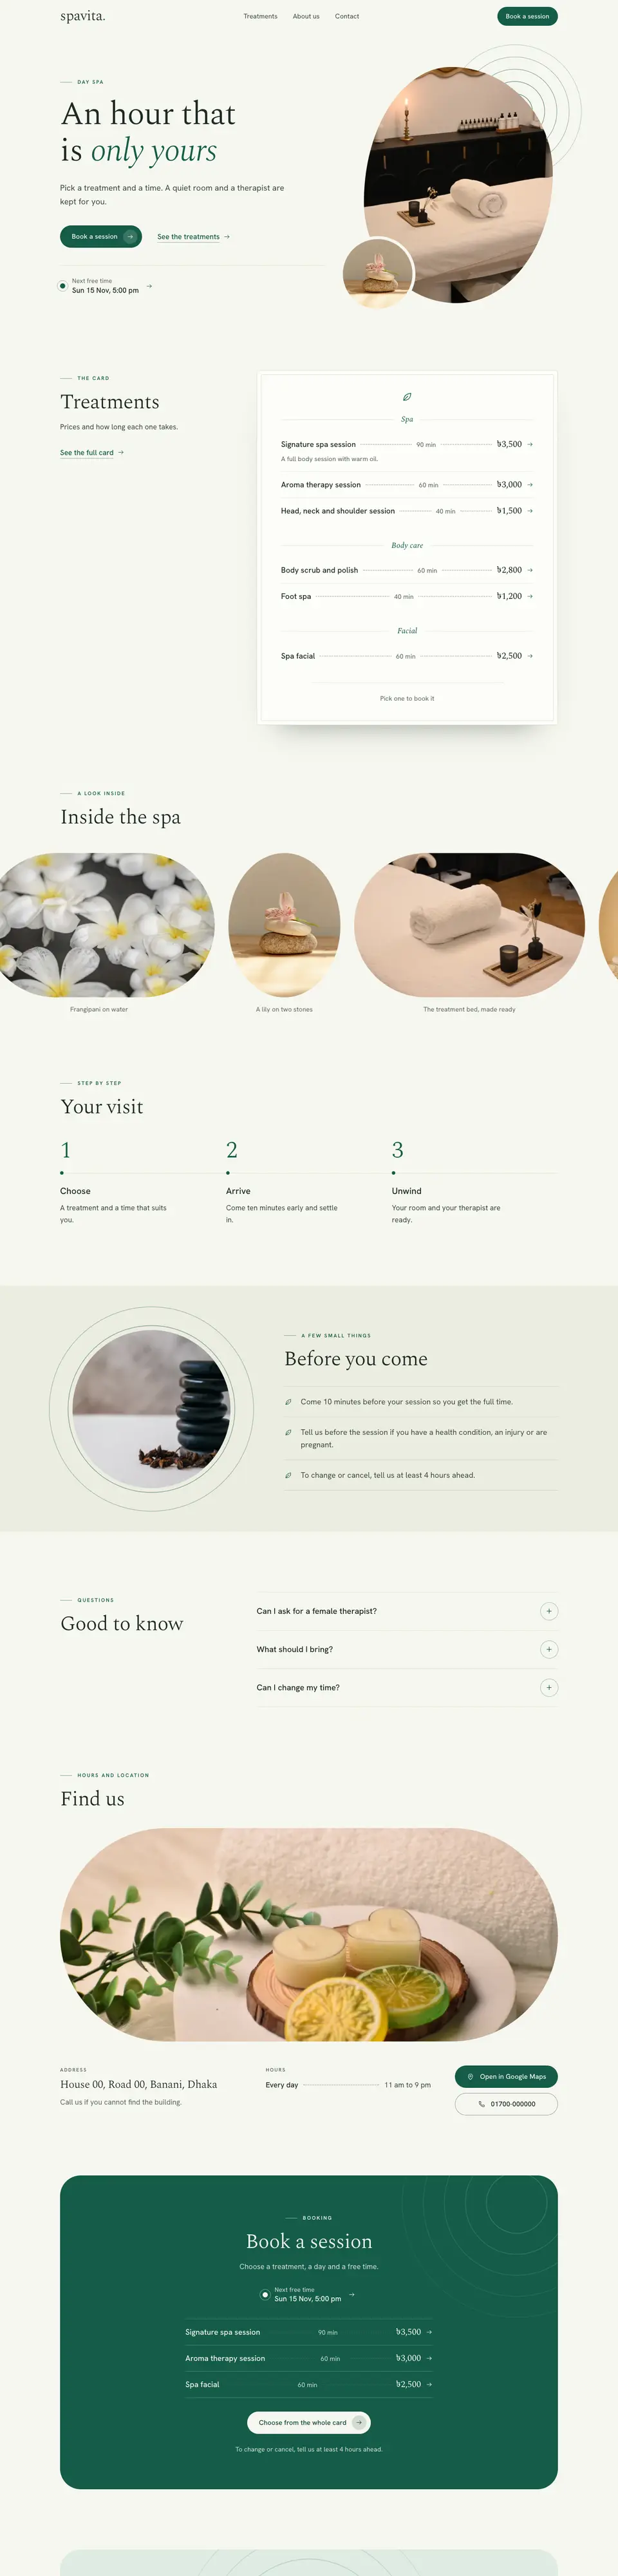 spavita.
Treatments
About us
Contact
Book a session
DAY SPA
An hour that
is only yours
Pick a treatment and a time. A quiet room and a therapist are
kept for you.
Book a session
See the treatments
Next free time
Sun 15 Nov, 5:00 pm
THE CARD
Treatments
Prices and how long each one takes.
See the full card
Spa
Signature spa session 90 min ৳3,500
A full body session with warm oil.
Aroma therapy session 60 min ৳3,000
Head, neck and shoulder session 40 min ৳1,500
Body care
Body scrub and polish 60 min ৳2,800
Foot spa 40 min ৳1,200
Facial
Spa facial 60 min ৳2,500
Pick one to book it
A LOOK INSIDE
Inside the spa
Frangipani on water
A lily on two stones
The treatment bed, made ready
STEP BY STEP
Your visit
1
2
3
Choose
A treatment and a time that suits
you.
Arrive
Come ten minutes early and settle
in.
Unwind
Your room and your therapist are
ready.
A FEW SMALL THINGS
Before you come
Come 10 minutes before your session so you get the full time.
Tell us before the session if you have a health condition, an injury or are
pregnant.
To change or cancel, tell us at least 4 hours ahead.
QUESTIONS
Good to know
Can I ask for a female therapist?
What should I bring?
Can I change my time?
HOURS AND LOCATION
Find us
ADDRESS
House 00, Road 00, Banani, Dhaka
Call us if you cannot find the building.
HOURS
Every day 11 am to 9 pm
Open in Google Maps
01700-000000
BOOKING
Book a session
Choose a treatment, a day and a free time.
Next free time
Sun 15 Nov, 5:00 pm
Signature spa session 90 min ৳3,500
Aroma therapy session 60 min ৳3,000
Spa facial 60 min ৳2,500
Choose from the whole card
To change or cancel, tell us at least 4 hours ahead.